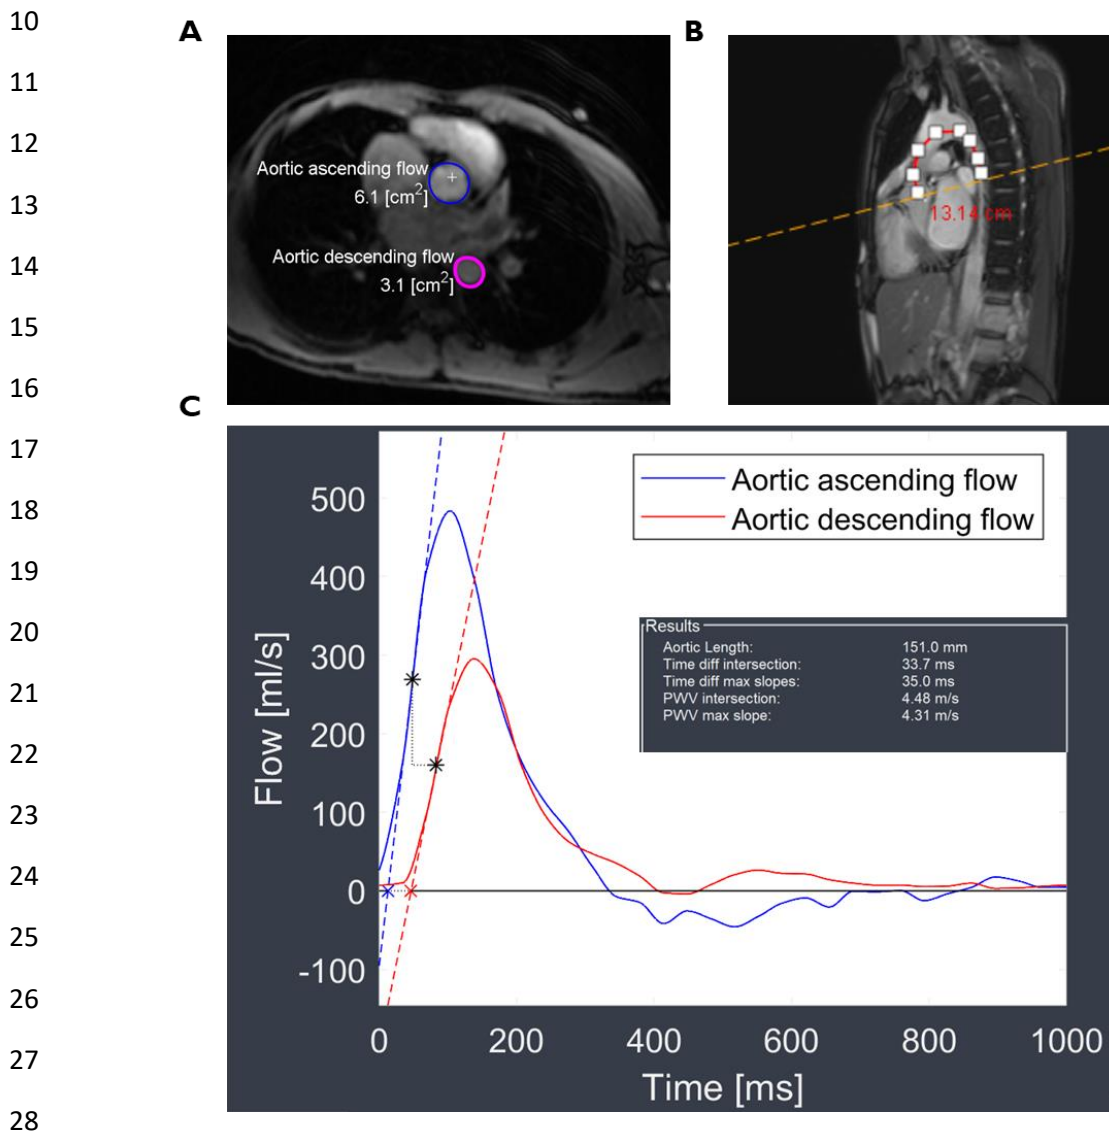 10
A
B
11
12
Aortic ascending flow
6.1 [cm2]
13
13.14 cm
Aortic descending flow
14
3.1 [cm2]
15
16
C
17
500
Aortic ascending flow
18
Aortic descending flow
19
400
20
Results
Aortic Length: 151.0 mm
300
Time diff intersection: 33.7 ms
Time diff max slopes: 35.0 ms
21
PWV intersection: 4.48 m/s
PWV max slope: 4.31 m/s
Flow [ml/s]
200
22
23
100
24
0
25
-100
26
0 200 400 600 800 1000
27
Time [ms]
28